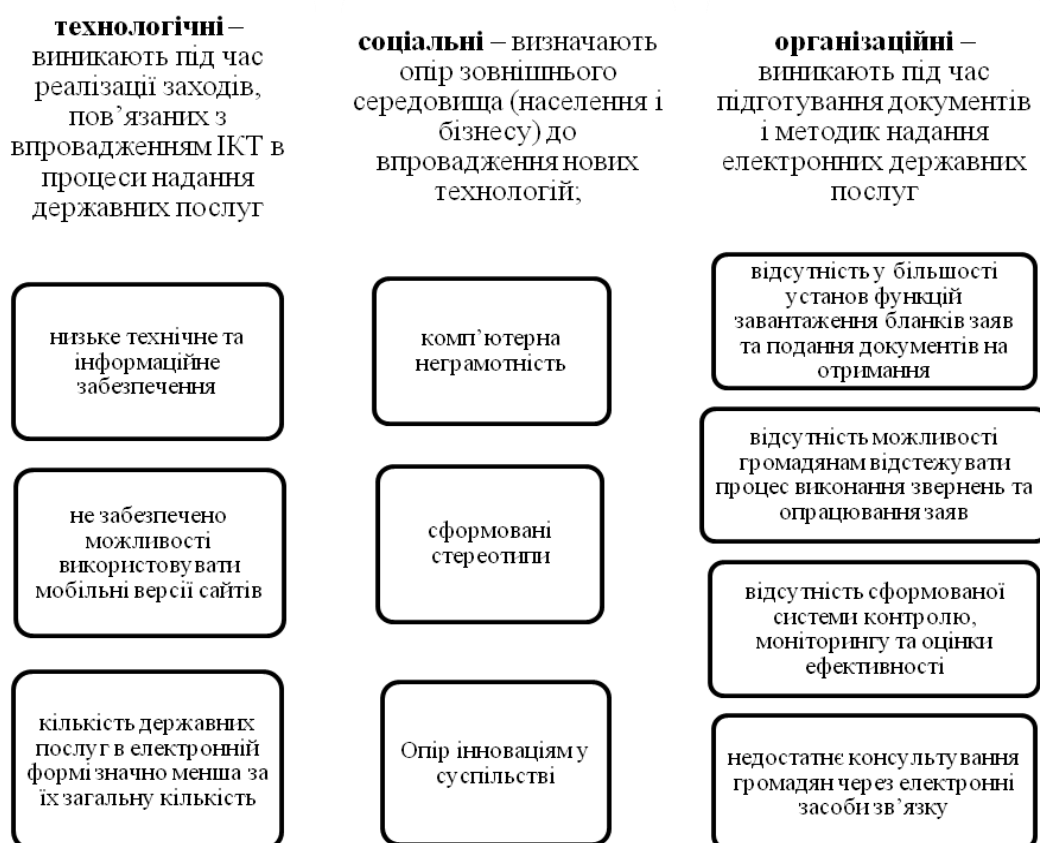 технологічні –
виникають під час
реалізації заходів,
пов’язаних з
впровадженням ІКТ в
процеси надання
державних послуг
низьке технічне та
інформаційне
забезпечення
не забезпечено
можливості
використовувати
мобільні версії сайтів
кількість державних
послуг в електронній
формі значно менша за
їх загальну кількість
соціальні – визначають
опір зовнішнього
середовища (населення і
бізнесу) до
впровадження нових
технологій;
комп’ютерна
неграмотність
сформовані
стереотипи
Опір інноваціям у
суспільстві
організаційні –
виникають під час
підготування документів
і методик надання
електронних державних
послуг
відсутність у більшості
установ функцій
завантаження бланків заяв
та подання документів на
отримання
відсутність можливості
громадянам відстежувати
процес виконання звернень та
опрацювання заяв
відсутність сформованої
системи контролю,
моніторингу та оцінки
ефективності
недостатнє консультування
громадян через електронні
засоби зв’язку